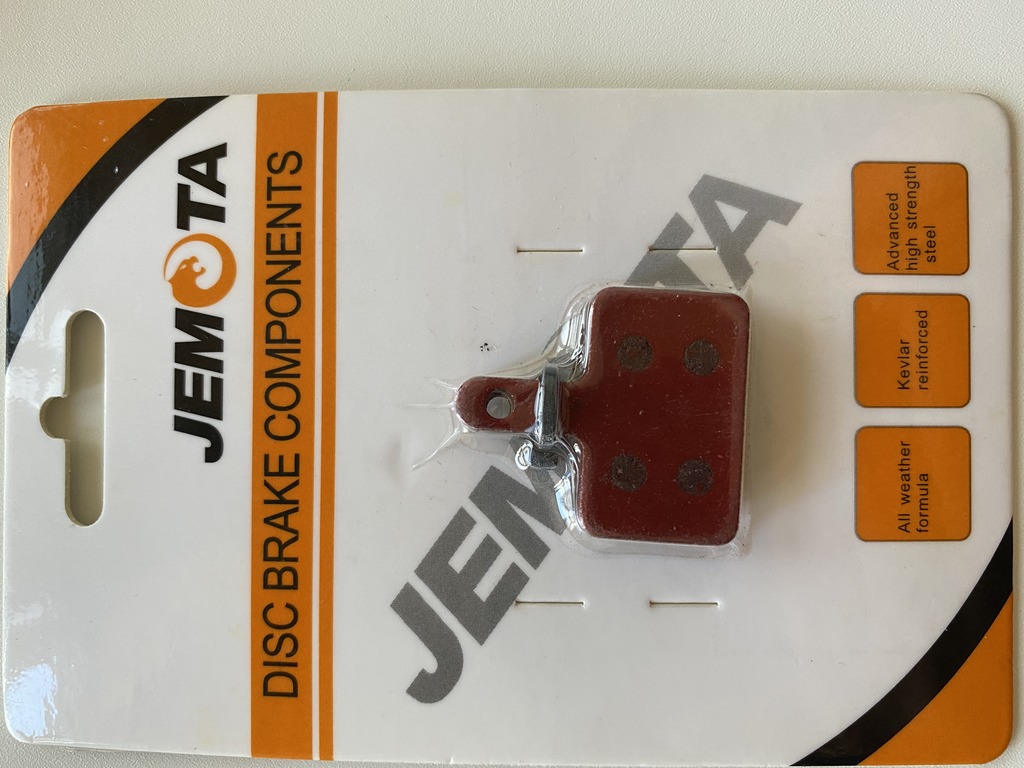 JEMOTA
DISC BRAKE COMPONENTS
JEMOTA
All weather
formula
Kevlar
reinforced
Advanced
high strength
steel